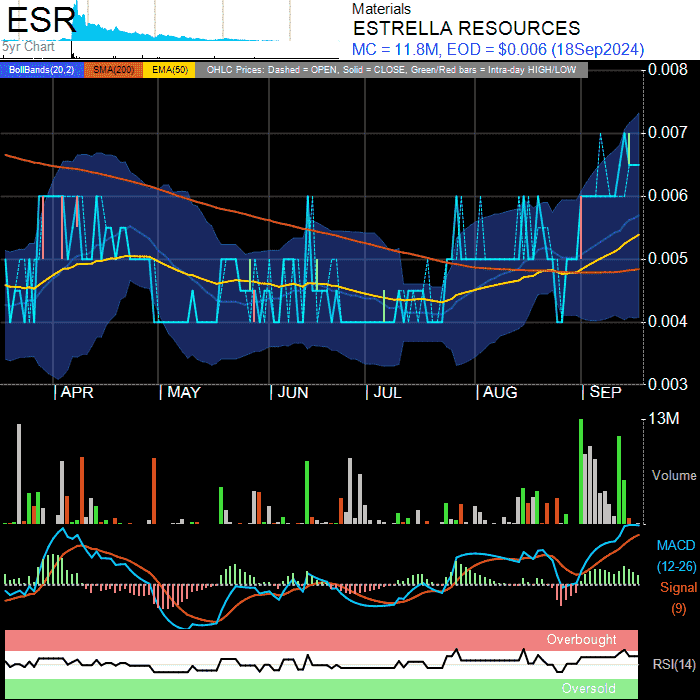 ESR
5yr Chart
Materials
ESTRELLA RESOURCES
MC = 11.8M, EOD = $0.006 (18Sep2024)
BollBands(20,2) SMA(200) EMA(50) OHLC Prices: Dashed = OPEN, Solid = CLOSE, Green/Red bars = Intra-day HIGH/LOW
0.008
0.007
0.006
0.005
0.004
0.003
APR MAY JUN JUL AUG SEP
13M
Volume
MACD
(12-26)
Signal
(9)
Overbought
RSI(14)
Oversold